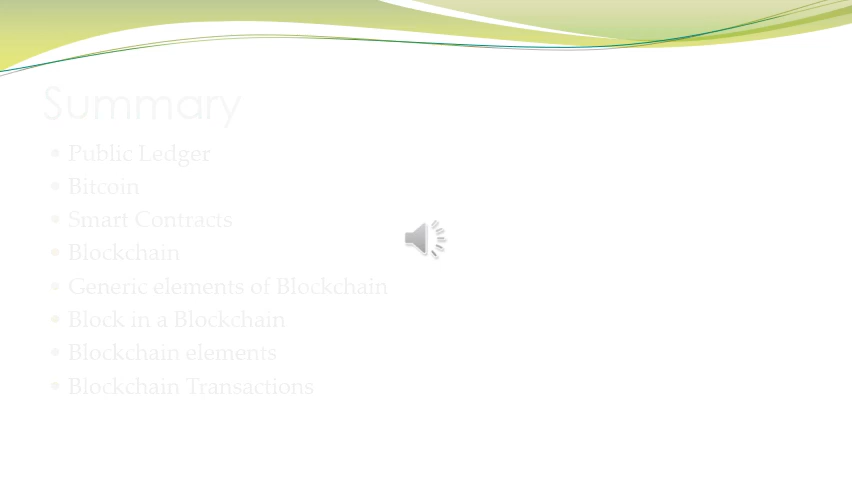 Summary
• Public Ledger
• Bitcoin
• Smart Contracts
• Blockchain
• Generic elements of Blockchain
• Block in a Blockchain
• Blockchain elements
• Blockchain Transactions